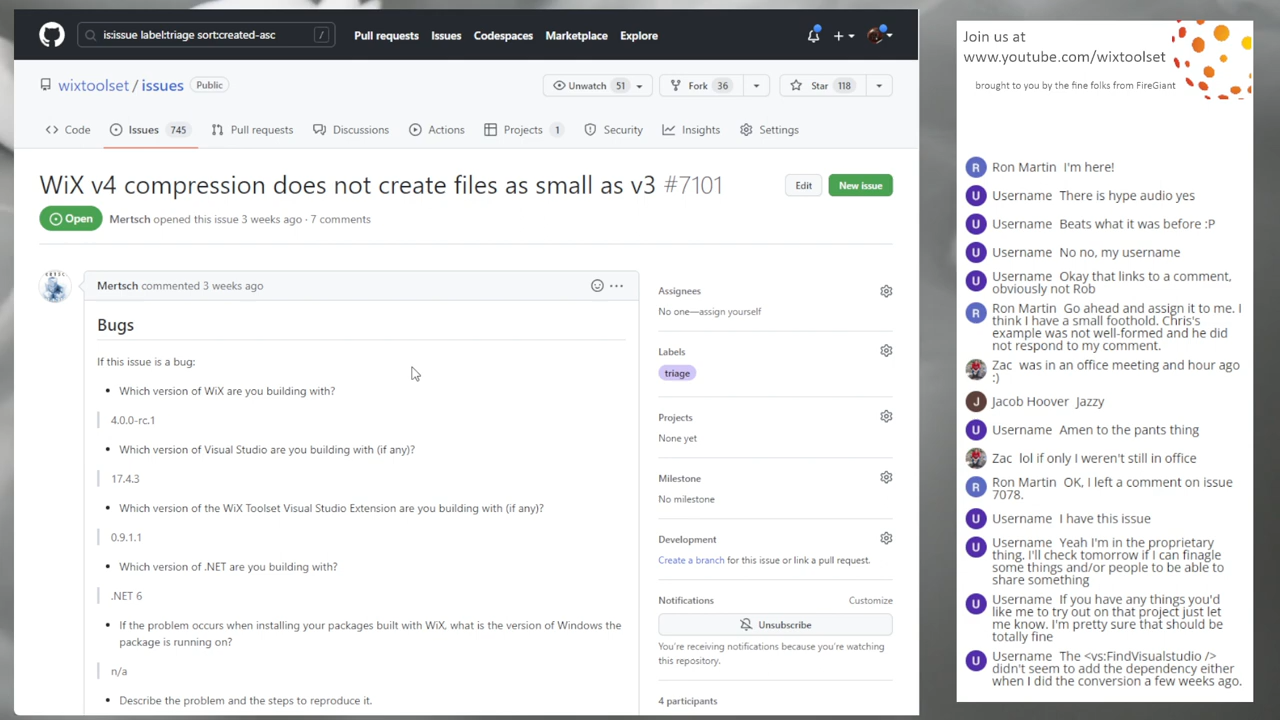 isissue label:triage sort:created-asc
/
Pull requests
Issues
Codespaces
Marketplace
Explore
wixtoolset / issues
Public
Unwatch 51
Fork 36
Star 118
Code
Issues 745
Pull requests
Discussions
Actions
Projects 1
Security
Insights
Settings
WiX v4 compression does not create files as small as v3 #7101
Edit
New issue
Open
Mertsch opened this issue 3 weeks ago · 7 comments
Mertsch commented 3 weeks ago
Bugs
If this issue is a bug:
• Which version of WiX are you building with?
4.0.0-rc.1
• Which version of Visual Studio are you building with (if any)?
17.4.3
• Which version of the WiX Toolset Visual Studio Extension are you building with (if any)?
0.9.1.1
• Which version of .NET are you building with?
.NET 6
• If the problem occurs when installing your packages built with WiX, what is the version of Windows the
package is running on?
n/a
• Describe the problem and the steps to reproduce it.
Assignees
No one—assign yourself
Labels
triage
Projects
None yet
Milestone
No milestone
Development
Create a branch for this issue or link a pull request.
Notifications
Customize
Unsubscribe
You're receiving notifications because you're watching
this repository.
4 participants
Join us at
www.youtube.com/wixtoolset
brought to you by the fine folks from FireGiant
R Ron Martin I'm here!
U Username There is hype audio yes
U Username Beats what it was before :P
U Username No no, my username
U Username Okay that links to a comment,
obviously not Rob
R Ron Martin Go ahead and assign it to me. I
think I have a small foothold. Chris's
example was not well-formed and he did
not respond to my comment.
Zac was in an office meeting and hour ago
:)
J Jacob Hoover Jazzy
U Username Amen to the pants thing
Zac lol if only I weren't still in office
R Ron Martin OK, I left a comment on issue
7078.
U Username I have this issue
U Username Yeah I'm in the proprietary
thing, I'll check tomorrow if I can finagle
some things and/or people to be able to
share something
U Username If you have any things you'd
like me to try out on that project just let
me know. I'm pretty sure that should be
totally fine
U Username The <vs:FindVisualstudio />
didn't seem to add the dependency either
when I did the conversion a few weeks ago.